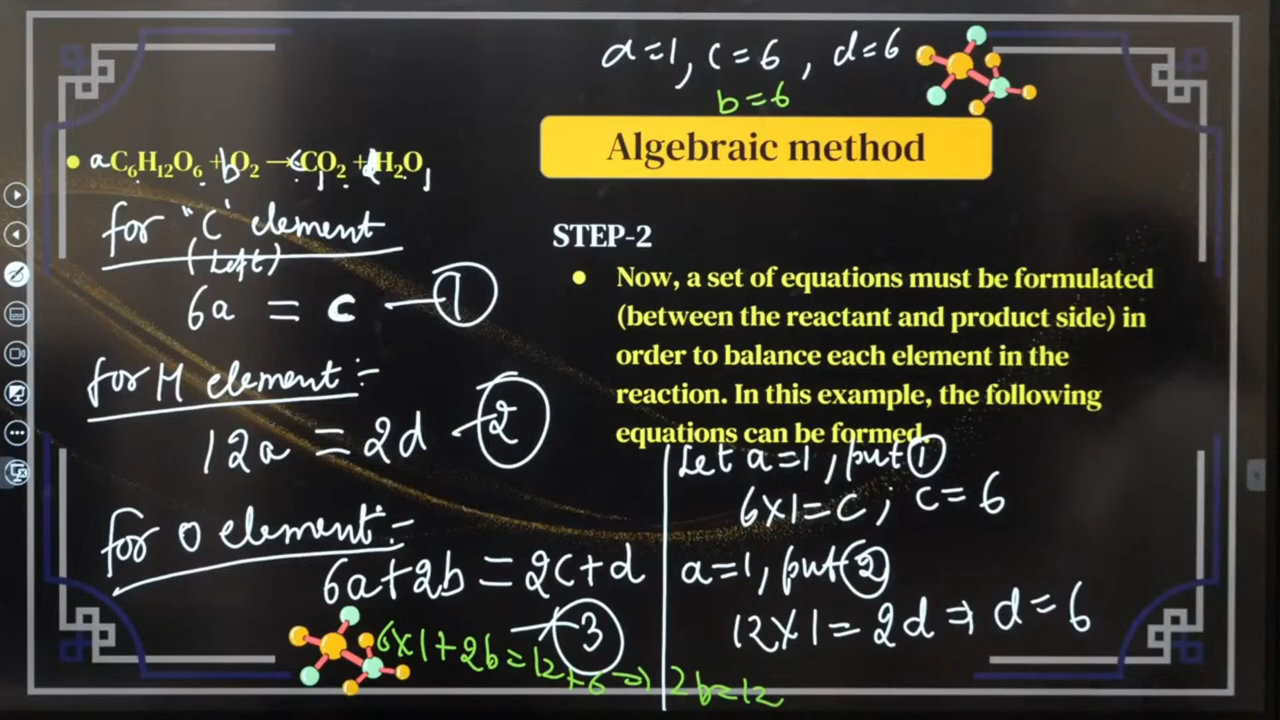 a=1, c=6, d=6
b=6
Algebraic method
• aC₆H₁₂O₆ + bO₂ → cCO₂ + dH₂O
for "C" element
(Left)
6a = c — ①
for H element:-
12a = 2d — ②
for O element:-
6a+2b = 2c+d
— ③
6×1+2b=12+6 ⇒ 2b=12
STEP-2
• Now, a set of equations must be formulated
(between the reactant and product side) in
order to balance each element in the
reaction. In this example, the following
equations can be formed.
Let a=1, put ①
6×1=c ; c=6
a=1, put ②
12×1=2d ⇒ d=6